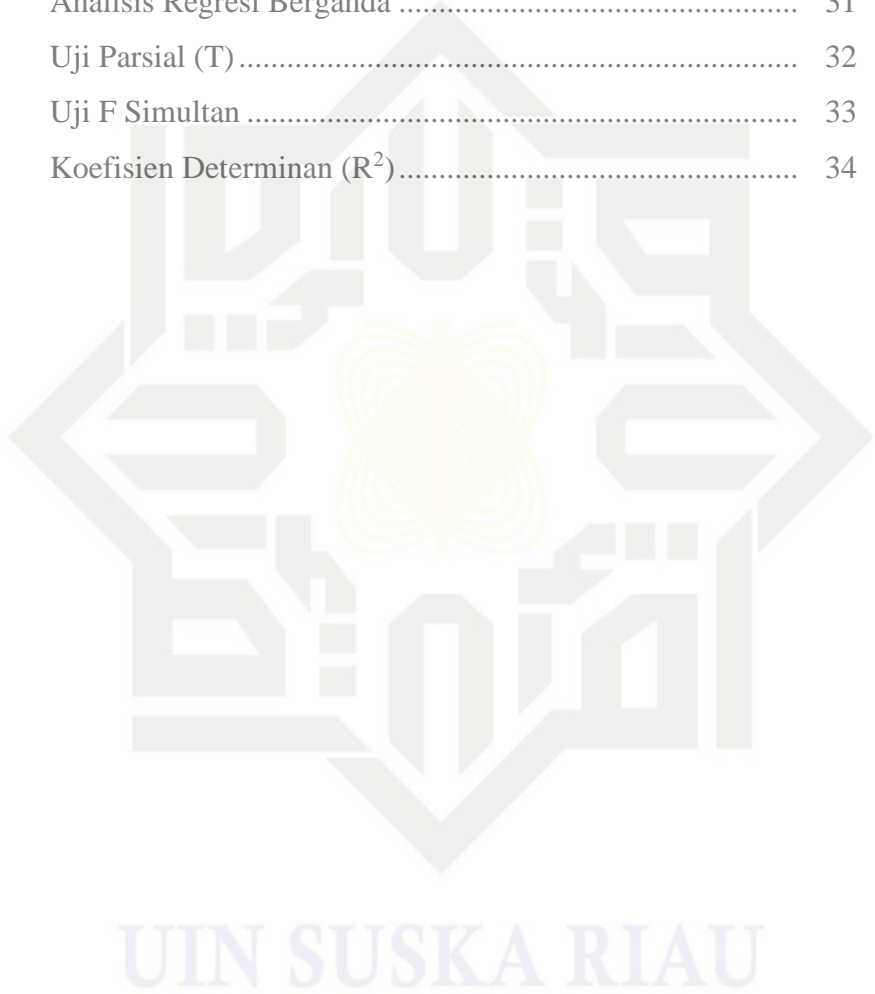 Analisis Regresi Berganda ........................................................ 31
Uji Parsial (T) ...................................................................... 32
Uji F Simultan ..................................................................... 33
Koefisien Determinan (R²) .................................................. 34
UIN SUSKA RIAU